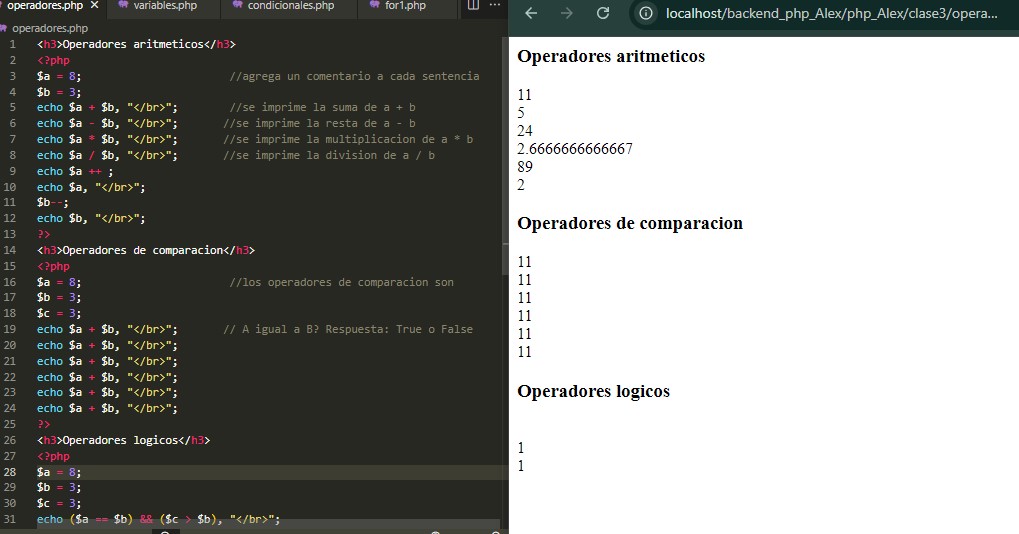 operadores.php × variables.php condicionales.php for1.php ···
operadores.php
1 <h3>Operadores aritmeticos</h3>
2 <?php
3 $a = 8; //agrega un comentario a cada sentencia
4 $b = 3;
5 echo $a + $b, "</br>"; //se imprime la suma de a + b
6 echo $a - $b, "</br>"; //se imprime la resta de a - b
7 echo $a * $b, "</br>"; //se imprime la multiplicacion de a * b
8 echo $a / $b, "</br>"; //se imprime la division de a / b
9 echo $a ++ ;
10 echo $a, "</br>";
11 $b--;
12 echo $b, "</br>";
13 ?>
14 <h3>Operadores de comparacion</h3>
15 <?php
16 $a = 8; //los operadores de comparacion son
17 $b = 3;
18 $c = 3;
19 echo $a + $b, "</br>"; // A igual a B? Respuesta: True o False
20 echo $a + $b, "</br>";
21 echo $a + $b, "</br>";
22 echo $a + $b, "</br>";
23 echo $a + $b, "</br>";
24 echo $a + $b, "</br>";
25 ?>
26 <h3>Operadores logicos</h3>
27 <?php
28 $a = 8;
29 $b = 3;
30 $c = 3;
31 echo ($a == $b) && ($c > $b), "</br>";
localhost/backend_php_Alex/php_Alex/clase3/opera...
Operadores aritmeticos
11
5
24
2.6666666666667
89
2
Operadores de comparacion
11
11
11
11
11
11
Operadores logicos
1
1